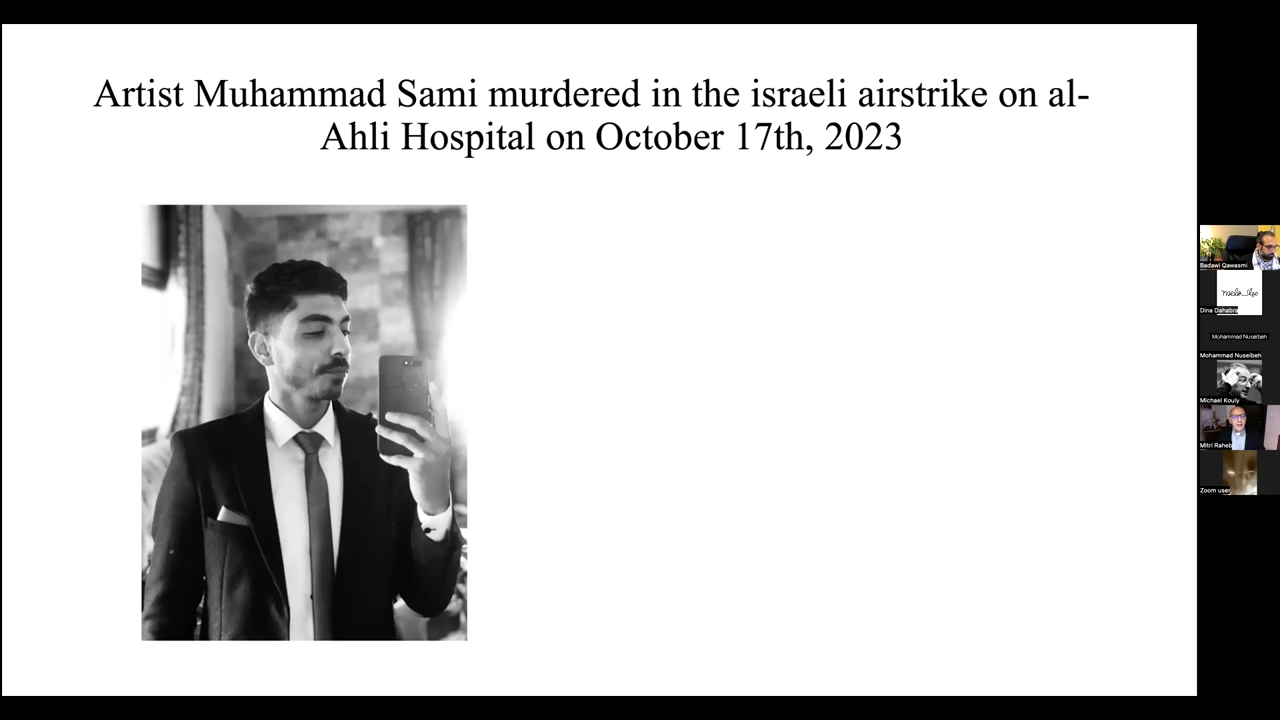 Artist Muhammad Sami murdered in the israeli airstrike on al-
Ahli Hospital on October 17th, 2023
Badawi Qawasmi
Dina Dahabra
Mohammad Nuseibeh
Mohammad Nuseibeh
Michael Kouly
Mitri Raheb
Zoom user